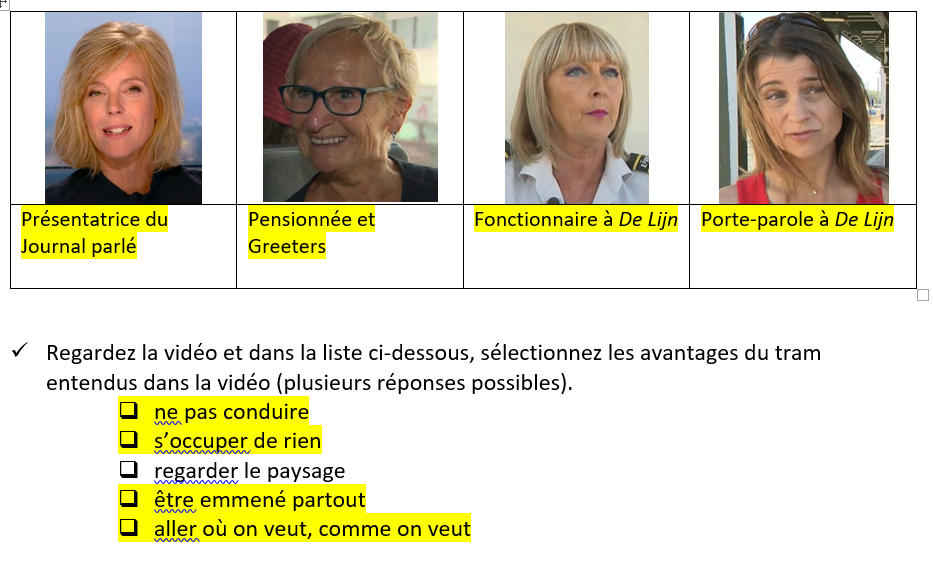 Présentatrice du
Journal parlé
Pensionnée et
Greeters
Fonctionnaire à De Lijn
Porte-parole à De Lijn
✓ Regardez la vidéo et dans la liste ci-dessous, sélectionnez les avantages du tram
entendus dans la vidéo (plusieurs réponses possibles).
❑ ne pas conduire
❑ s’occuper de rien
❑ regarder le paysage
❑ être emmené partout
❑ aller où on veut, comme on veut